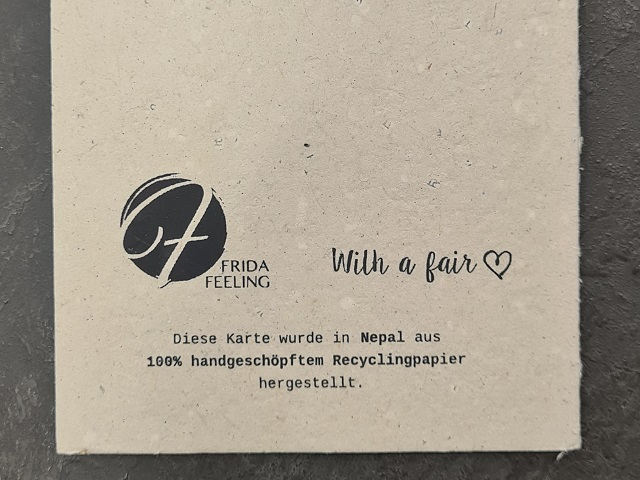 FRIDA
FEELING
With a fair ♡
Diese Karte wurde in Nepal aus
100% handgeschöpftem Recyclingpapier
hergestellt.